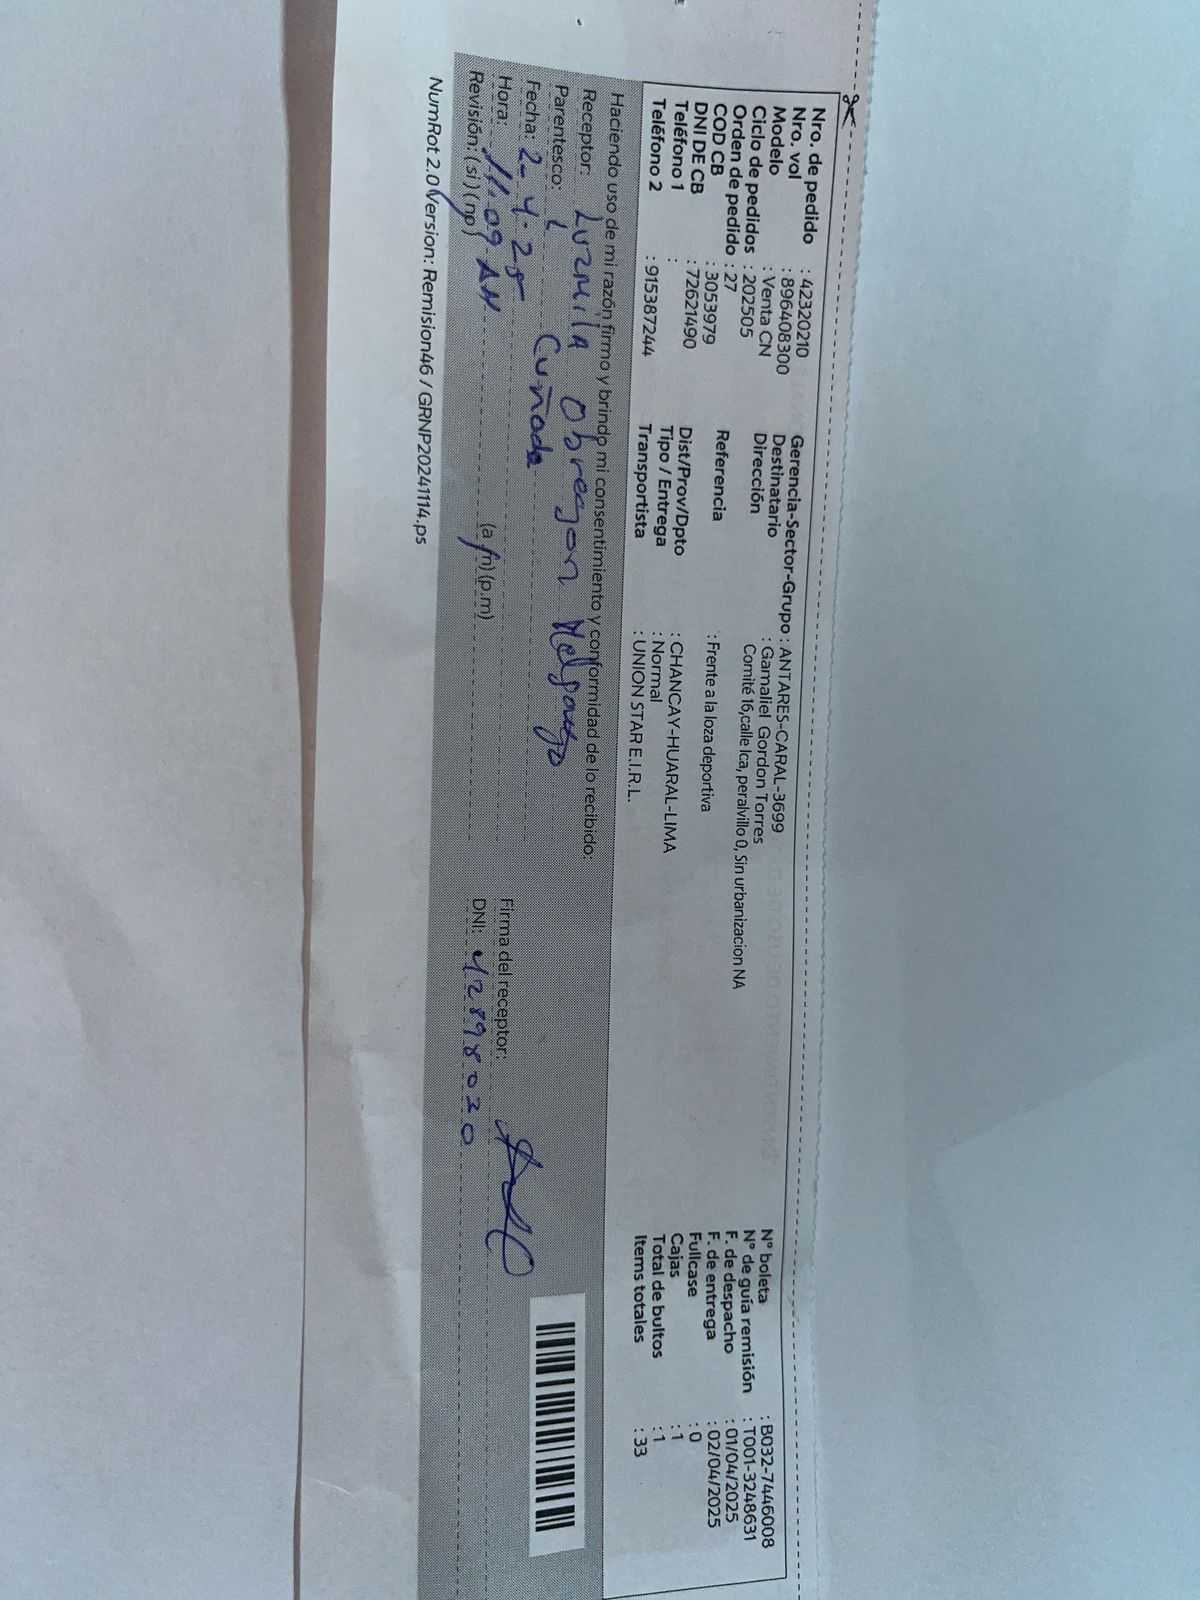 Nro. de pedido : 42320210
Nro. vol : 896408300
Modelo : Venta CN
Ciclo de pedidos : 202505
Orden de pedido : 27
COD CB : 3053979
DNI DE CB : 72621490
Teléfono 1 :
Teléfono 2 : 915387244
Gerencia-Sector-Grupo : ANTARES-CARAL-3699
Destinatario : Gamaliel Gordon Torres
Dirección Comité 16,calle Ica, peralvillo 0, Sin urbanizacion NA
Referencia : Frente a la loza deportiva
Dist/Prov/Dpto : CHANCAY-HUARAL-LIMA
Tipo / Entrega : Normal
Transportista : UNION STAR E.I.R.L.
N° boleta : B032-7446008
N° de guía remisión : T001-3248631
F. de despacho : 01/04/2025
F. de entrega : 02/04/2025
Fullcase : 0
Cajas : 1
Total de bultos : 1
Items totales : 33
Haciendo uso de mi razón firmo y brindo mi consentimiento y conformidad de lo recibido:
Receptor: Luzmila Obregon
Parentesco: Cuñada
Fecha: 2-4-25
Hora: 11:09 AM (a.m) (p.m)
Revisión: (si) (np)
Firma del receptor:
DNI: 42898020
NumRot 2.0 Version: Remision46 / GRNP20241114.ps